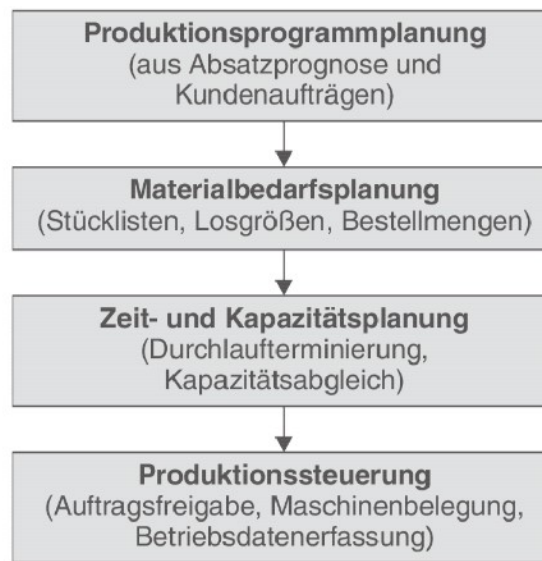 Produktionsprogrammplanung
(aus Absatzprognose und
Kundenaufträgen)
Materialbedarfsplanung
(Stücklisten, Losgrößen, Bestellmengen)
Zeit- und Kapazitätsplanung
(Durchlaufterminierung,
Kapazitätsabgleich)
Produktionssteuerung
(Auftragsfreigabe, Maschinenbelegung,
Betriebsdatenerfassung)